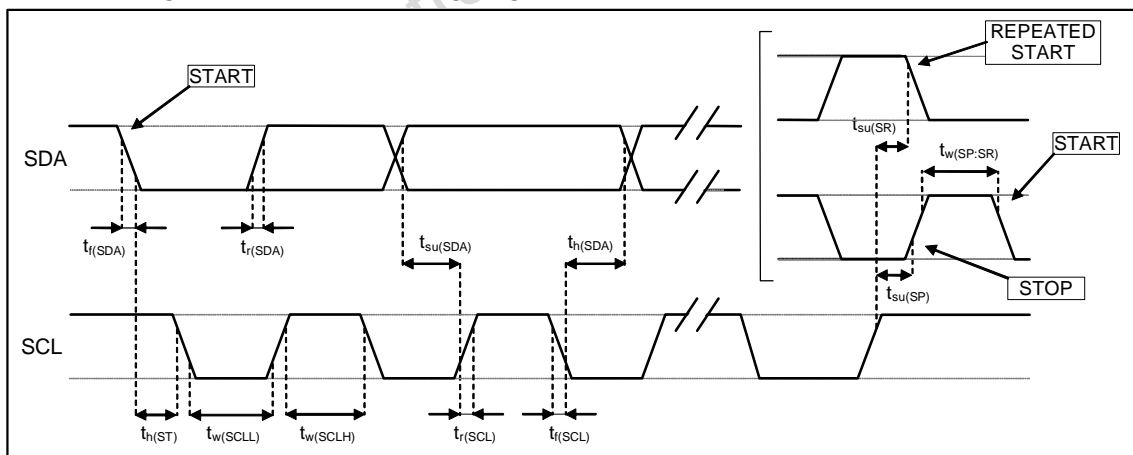 REPEATED
START
START
t_su(SR)
t_w(SP:SR)
START
SDA
t_f(SDA)
t_r(SDA)
t_su(SDA)
t_h(SDA)
t_su(SP)
STOP
SCL
t_h(ST)
t_w(SCLL)
t_w(SCLH)
t_r(SCL)
t_f(SCL)